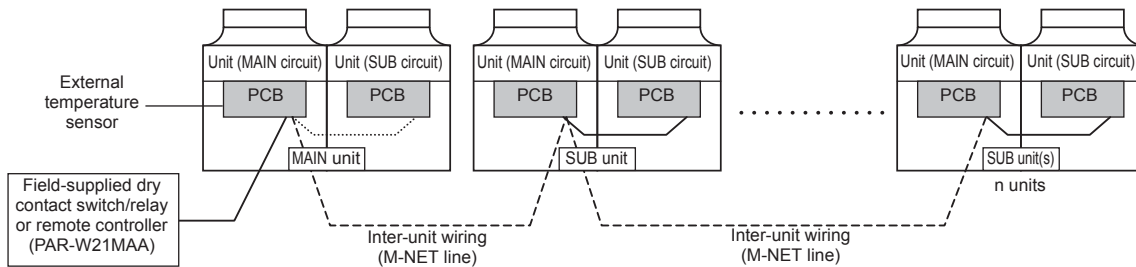 Unit (MAIN circuit) Unit (SUB circuit) Unit (MAIN circuit) Unit (SUB circuit) Unit (MAIN circuit) Unit (SUB circuit)
External
temperature
sensor
PCB PCB PCB PCB PCB PCB
MAIN unit SUB unit SUB unit(s)
n units
Field-supplied dry
contact switch/relay
or remote controller
(PAR-W21MAA)
Inter-unit wiring
(M-NET line)
Inter-unit wiring
(M-NET line)